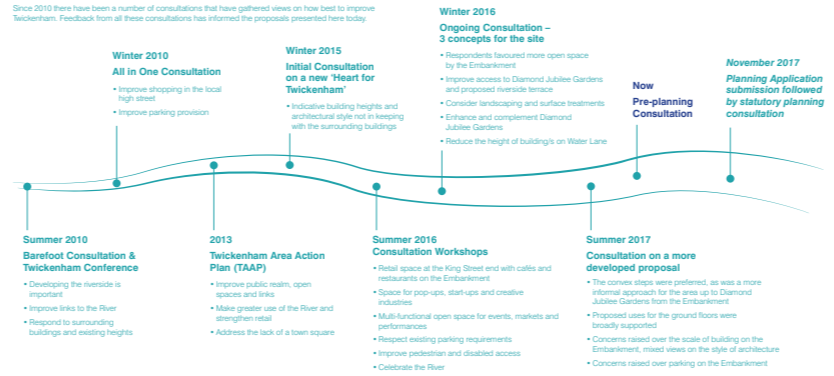 Since 2010 there have been a number of consultations that have gathered views on how best to improve
Twickenham. Feedback from all these consultations has informed the proposals presented here today.
Winter 2010
All in One Consultation
• Improve shopping in the local
high street
• Improve parking provision
Winter 2015
Initial Consultation
on a new ‘Heart for
Twickenham’
• Indicative building heights and
architectural style not in keeping
with the surrounding buildings
Winter 2016
Ongoing Consultation –
3 concepts for the site
• Respondents favoured more open space
by the Embankment
• Improve access to Diamond Jubilee Gardens
and proposed riverside terrace
• Consider landscaping and surface treatments
• Enhance and complement Diamond
Jubilee Gardens
• Reduce the height of building/s on Water Lane
Now
Pre-planning
Consultation
November 2017
Planning Application
submission followed
by statutory planning
consultation
Summer 2010
Barefoot Consultation &
Twickenham Conference
• Developing the riverside is
important
• Improve links to the River
• Respond to surrounding
buildings and existing heights
2013
Twickenham Area Action
Plan (TAAP)
• Improve public realm, open
spaces and links
• Make greater use of the River and
strengthen retail
• Address the lack of a town square
Summer 2016
Consultation Workshops
• Retail space at the King Street end with cafés and
restaurants on the Embankment
• Space for pop-ups, start-ups and creative
industries
• Multi-functional open space for events, markets and
performances
• Respect existing parking requirements
• Improve pedestrian and disabled access
• Celebrate the River
Summer 2017
Consultation on a more
developed proposal
• The convex steps were preferred, as was a more
informal approach for the area up to Diamond
Jubilee Gardens from the Embankment
• Proposed uses for the ground floors were
broadly supported
• Concerns raised over the scale of building on the
Embankment, mixed views on the style of architecture
• Concerns raised over parking on the Embankment